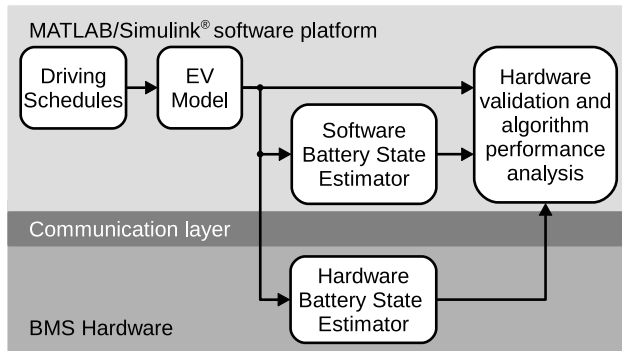 MATLAB/Simulink® software platform
Driving
Schedules
EV
Model
Software
Battery State
Estimator
Hardware
validation and
algorithm
performance
analysis
Communication layer
Hardware
Battery State
Estimator
BMS Hardware